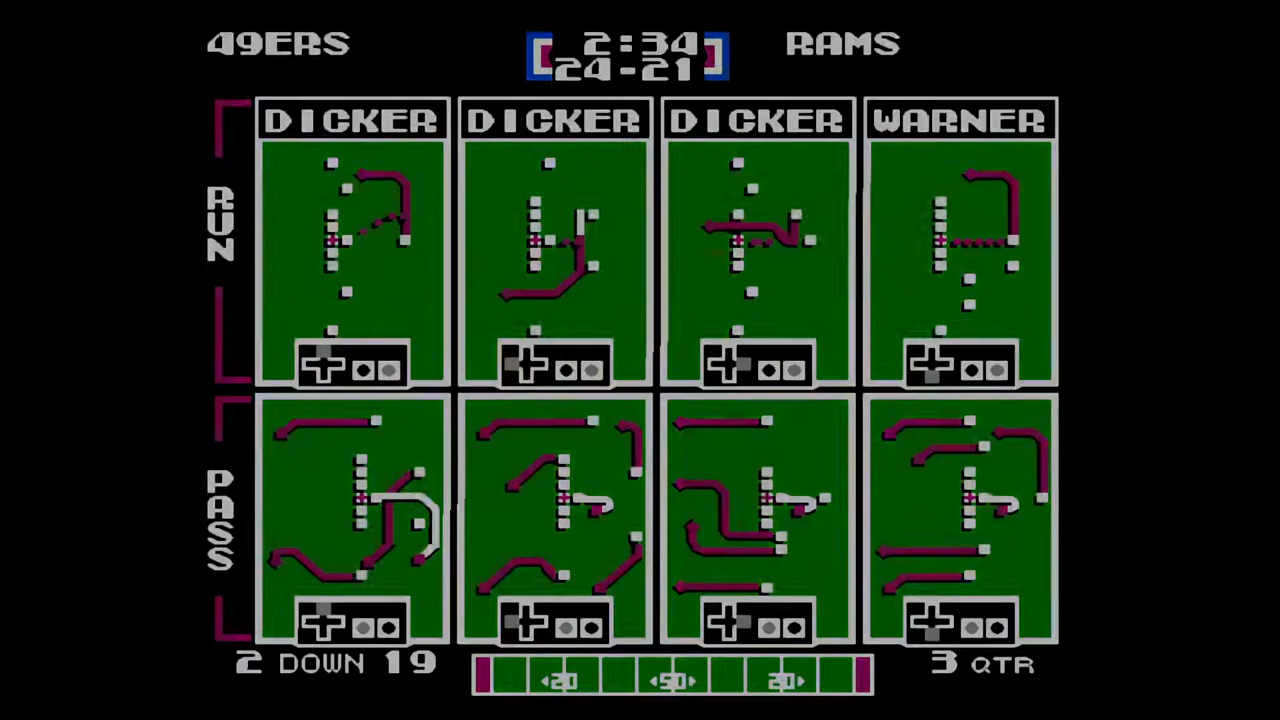 49ERS 2:34 RAMS
24-21
RUN
DICKER DICKER DICKER WARNER
PASS
2 DOWN 19 3 QTR
20 50 20